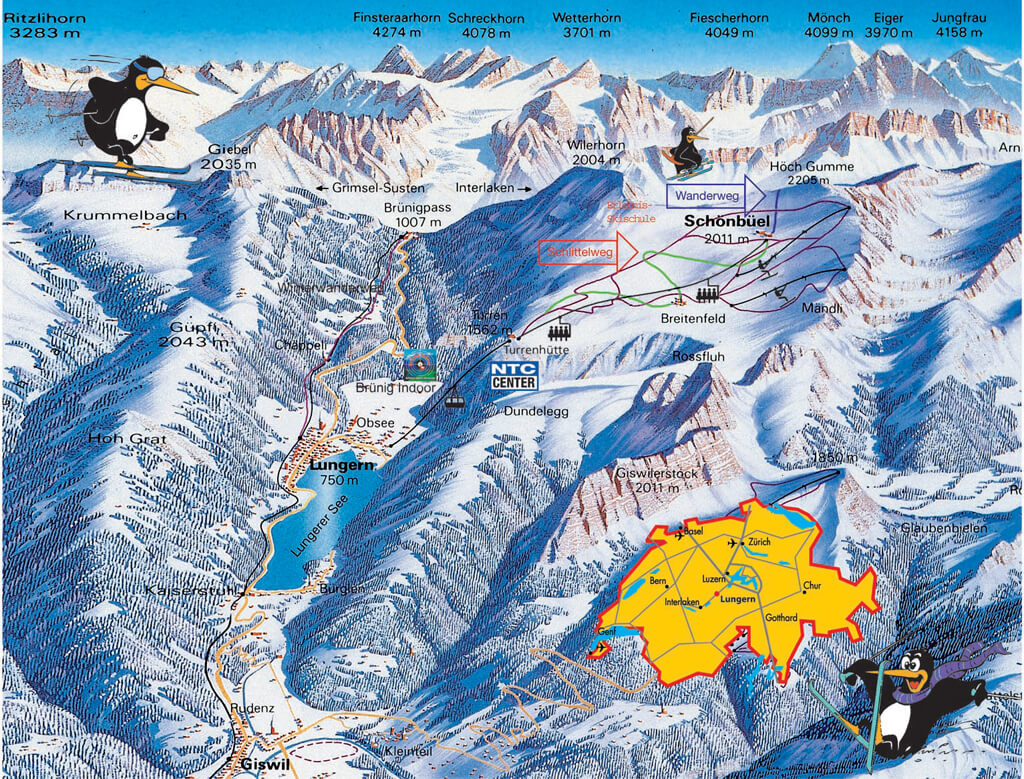 Ritzlihorn
3283 m
Finsteraarhorn
4274 m
Schreckhorn
4078 m
Wetterhorn
3701 m
Fiescherhorn
4049 m
Mönch
4099 m
Eiger
3970 m
Jungfrau
4158 m
Giebel
2035 m
Wilerhorn
2004 m
Höch Gumme
2205 m
Arn
Krummelbach
Grimsel-Susten
Interlaken
Brünigpass
1007 m
Wanderweg
Erlebnis-
Skischule
Schönbüel
2011 m
Schlittelweg
Winterwanderweg
Turren
1562 m
Breitenfeld
Mändli
Güpfi
2043 m
Chäppeli
Turrenhütte
Rossfluh
Brünig Indoor
NTC
CENTER
Dundelegg
Obsee
Hoh Grat
Lungern
750 m
Giswilerstock
2011 m
1850 m
Lungerer See
Glaubenbielen
Basel
Zürich
Kaiserstuhl
Bürglen
Bern
Luzern
Chur
Interlaken
Lungern
Gotthard
Genf
Rudenz
Kleinteil
Giswil